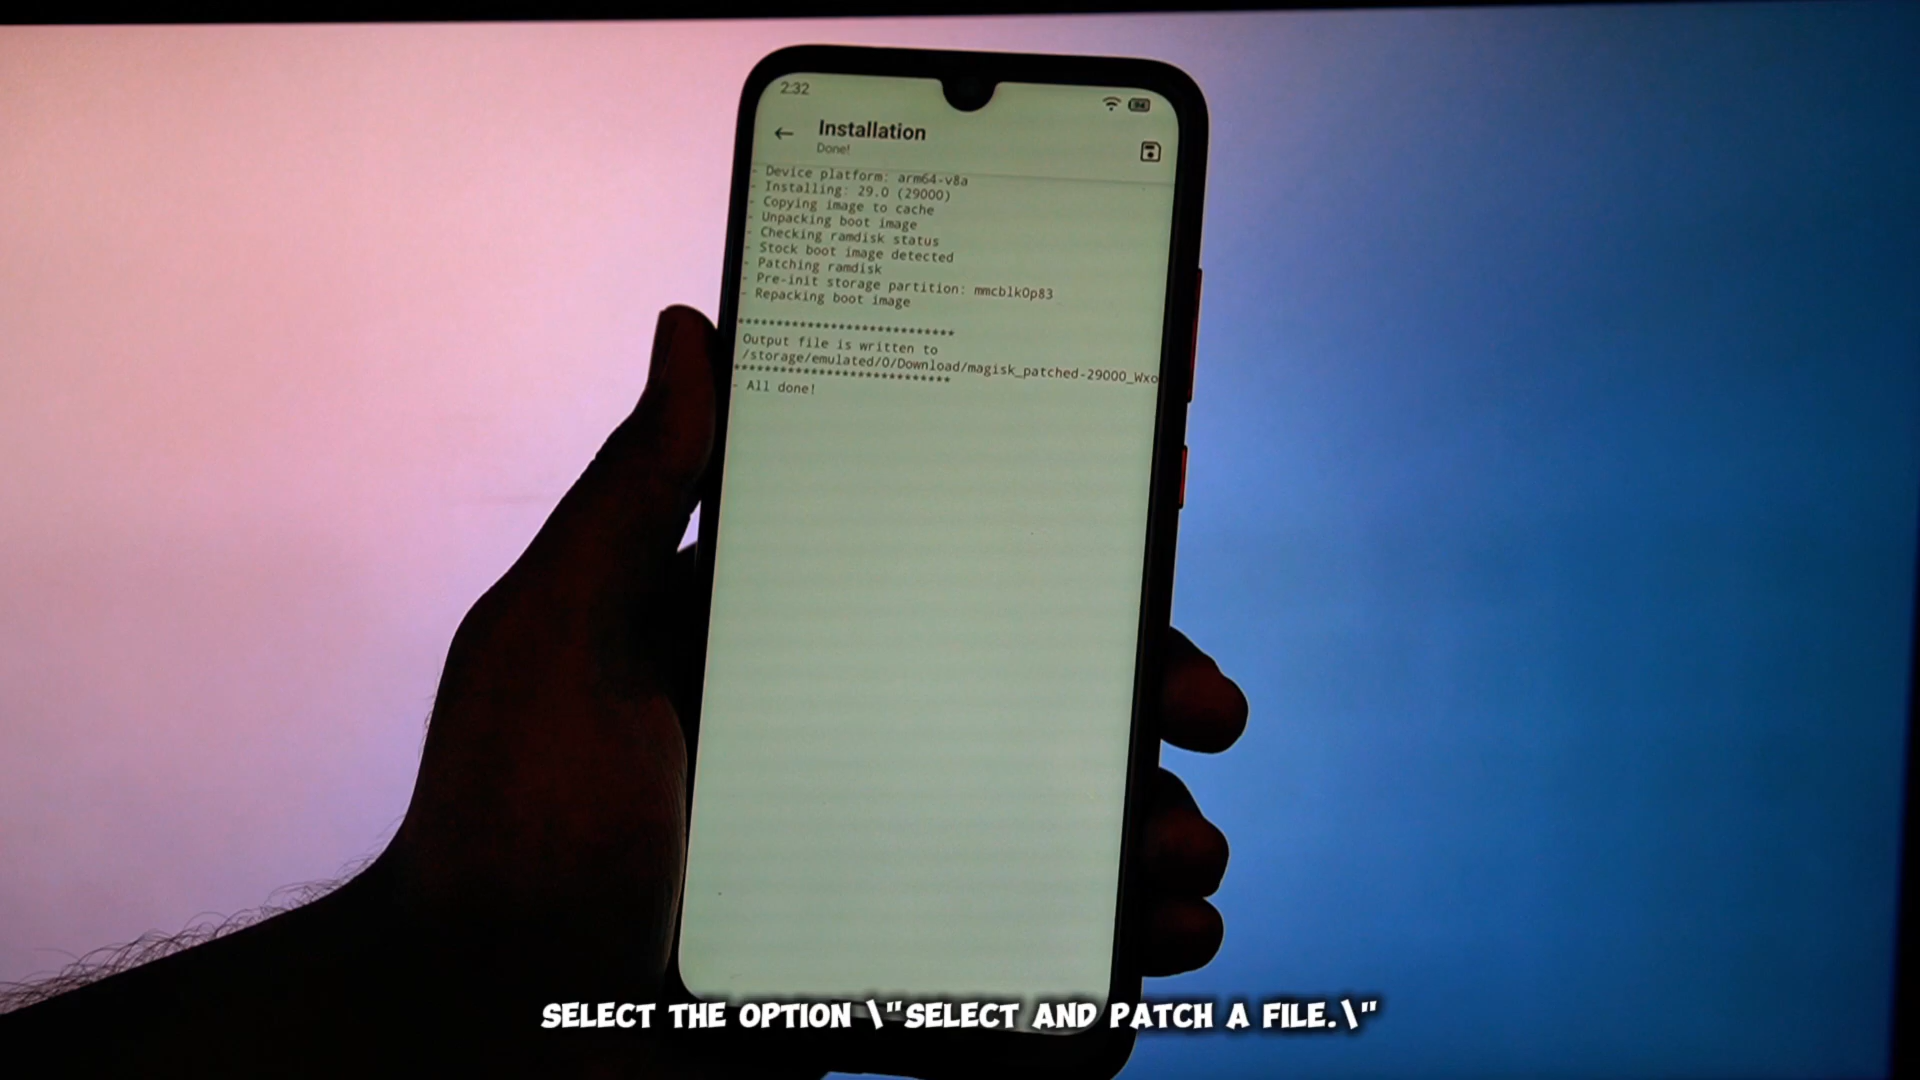 2:32
Installation
Done!
- Device platform: arm64-v8a
- Installing: 29.0 (29000)
- Copying image to cache
- Unpacking boot image
- Checking ramdisk status
- Stock boot image detected
- Patching ramdisk
- Pre-init storage partition: mmcblk0p83
- Repacking boot image
****************************
Output file is written to
/storage/emulated/0/Download/magisk_patched-29000_Wxo
****************************
- All done!
SELECT THE OPTION \"SELECT AND PATCH A FILE.\"